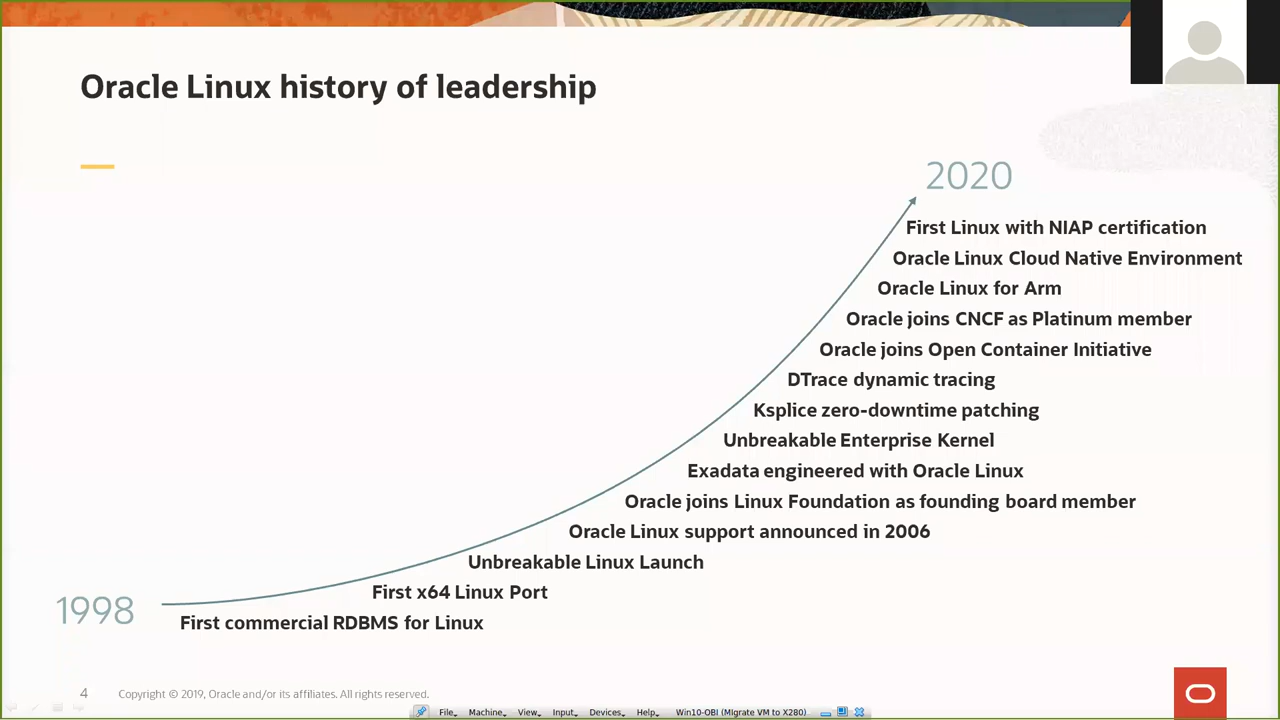 Oracle Linux history of leadership
2020
First Linux with NIAP certification
Oracle Linux Cloud Native Environment
Oracle Linux for Arm
Oracle joins CNCF as Platinum member
Oracle joins Open Container Initiative
DTrace dynamic tracing
Ksplice zero-downtime patching
Unbreakable Enterprise Kernel
Exadata engineered with Oracle Linux
Oracle joins Linux Foundation as founding board member
Oracle Linux support announced in 2006
Unbreakable Linux Launch
First x64 Linux Port
1998
First commercial RDBMS for Linux
4 Copyright © 2019, Oracle and/or its affiliates. All rights reserved.
File Machine View Input Devices Help Win10-OBI (MIgrate VM to X280)